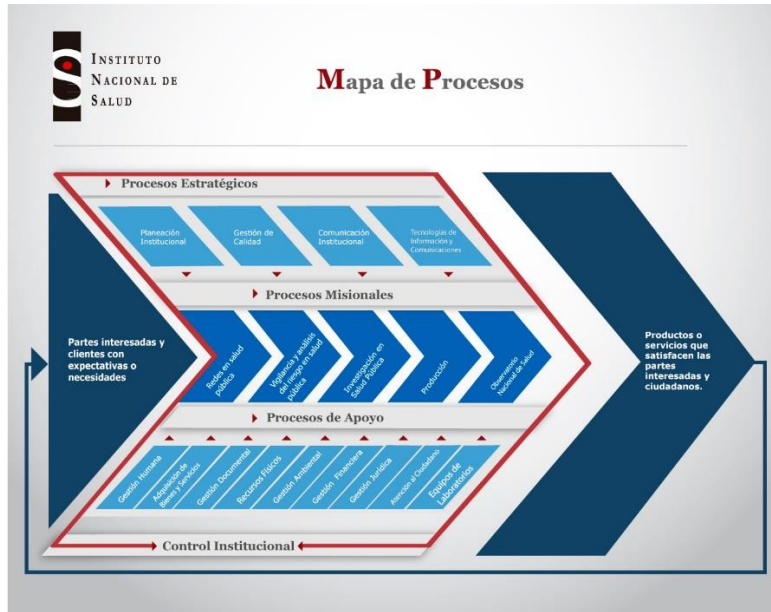 INSTITUTO
NACIONAL DE
SALUD
Mapa de Procesos
Procesos Estratégicos
Planeación
Institucional
Gestión de
Calidad
Comunicación
Institucional
Tecnologías de
Información y
Comunicaciones
Procesos Misionales
Partes interesadas y
clientes con
expectativas o
necesidades
Redes en salud
pública
Vigilancia y análisis
del riesgo en salud
pública
Investigación en
Salud Pública
Producción
Observatorio
Nacional de Salud
Productos o
servicios que
satisfacen las
partes
interesadas y
ciudadanos.
Procesos de Apoyo
Gestión Humana
Adquisición de
Bienes y Servicios
Gestión Documental
Recursos Físicos
Gestión Ambiental
Gestión Financiera
Gestión Jurídica
Atención al Ciudadano
Equipos de
Laboratorios
Control Institucional